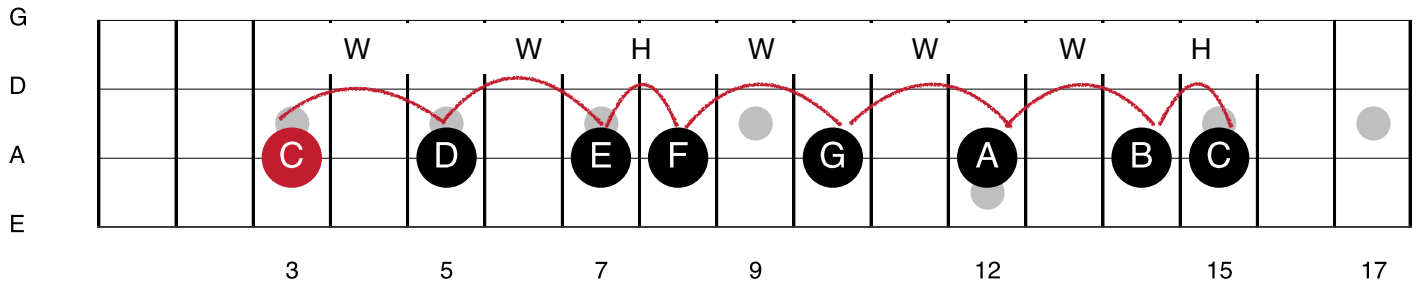 G
W W H W W W H
D
A C D E F G A B C
E
3 5 7 9 12 15 17